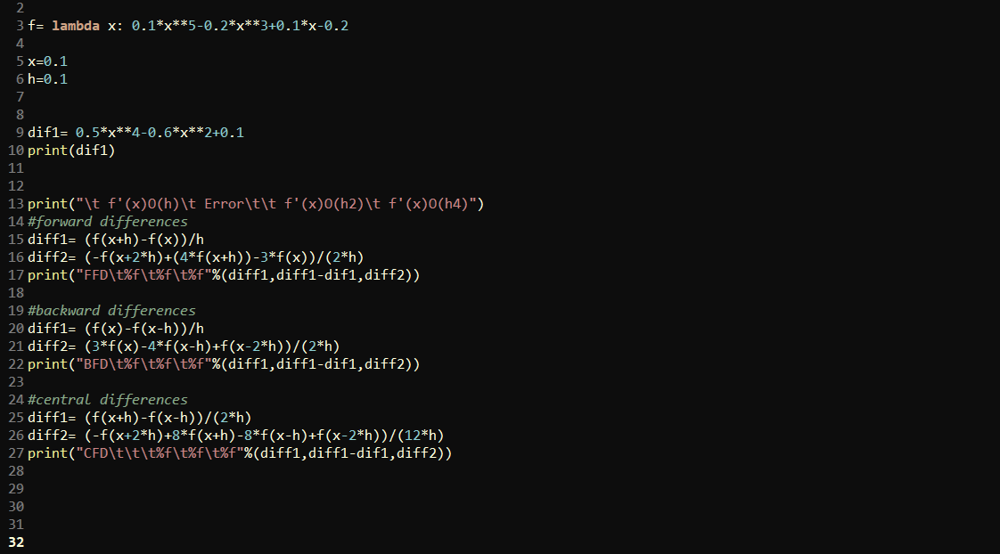 2
3 f= lambda x: 0.1*x**5-0.2*x**3+0.1*x-0.2
4
5 x=0.1
6 h=0.1
7
8
9 dif1= 0.5*x**4-0.6*x**2+0.1
10 print(dif1)
11
12
13 print("\t f'(x)O(h)\t Error\t\t f'(x)O(h2)\t f'(x)O(h4)")
14 #forward differences
15 diff1= (f(x+h)-f(x))/h
16 diff2= (-f(x+2*h)+(4*f(x+h))-3*f(x))/(2*h)
17 print("FFD\t%f\t%f\t%f"%(diff1,diff1-dif1,diff2))
18
19 #backward differences
20 diff1= (f(x)-f(x-h))/h
21 diff2= (3*f(x)-4*f(x-h)+f(x-2*h))/(2*h)
22 print("BFD\t%f\t%f\t%f"%(diff1,diff1-dif1,diff2))
23
24 #central differences
25 diff1= (f(x+h)-f(x-h))/(2*h)
26 diff2= (-f(x+2*h)+8*f(x+h)-8*f(x-h)+f(x-2*h))/(12*h)
27 print("CFD\t\t\t%f\t%f\t%f"%(diff1,diff1-dif1,diff2))
28
29
30
31
32